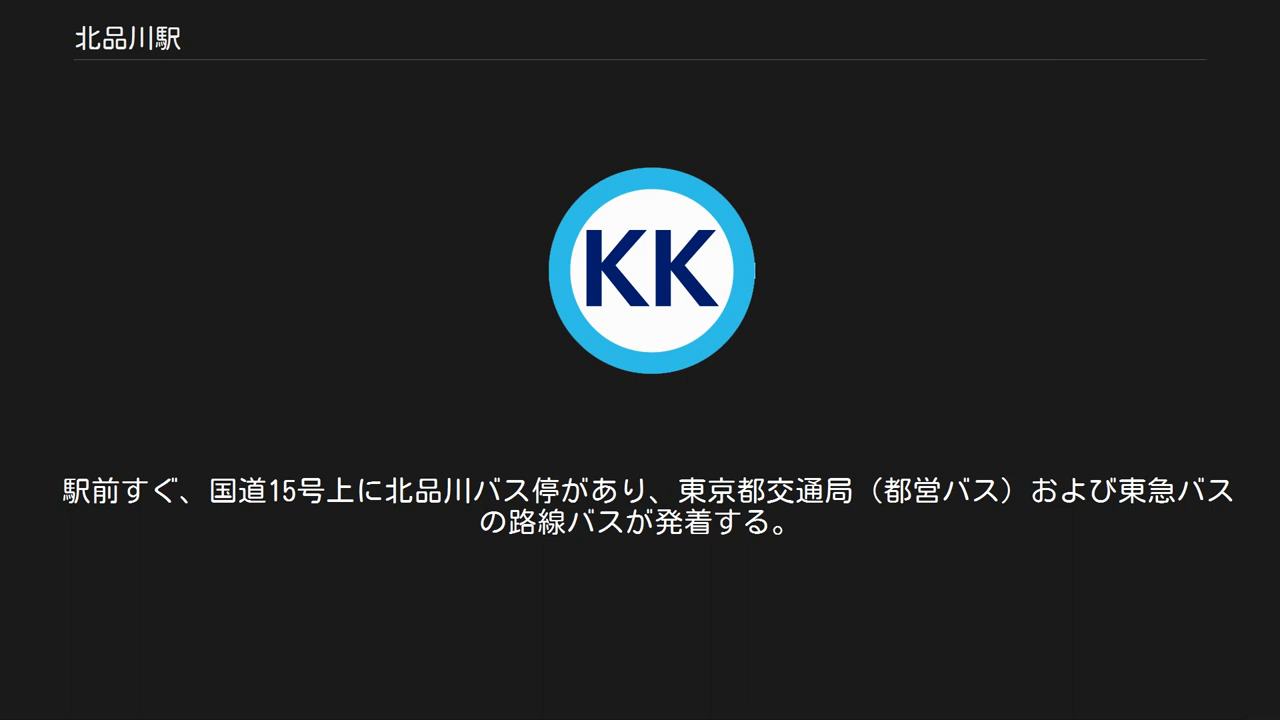 北品川駅
KK
駅前すぐ、国道15号上に北品川バス停があり、東京都交通局（都営バス）および東急バス
の路線バスが発着する。